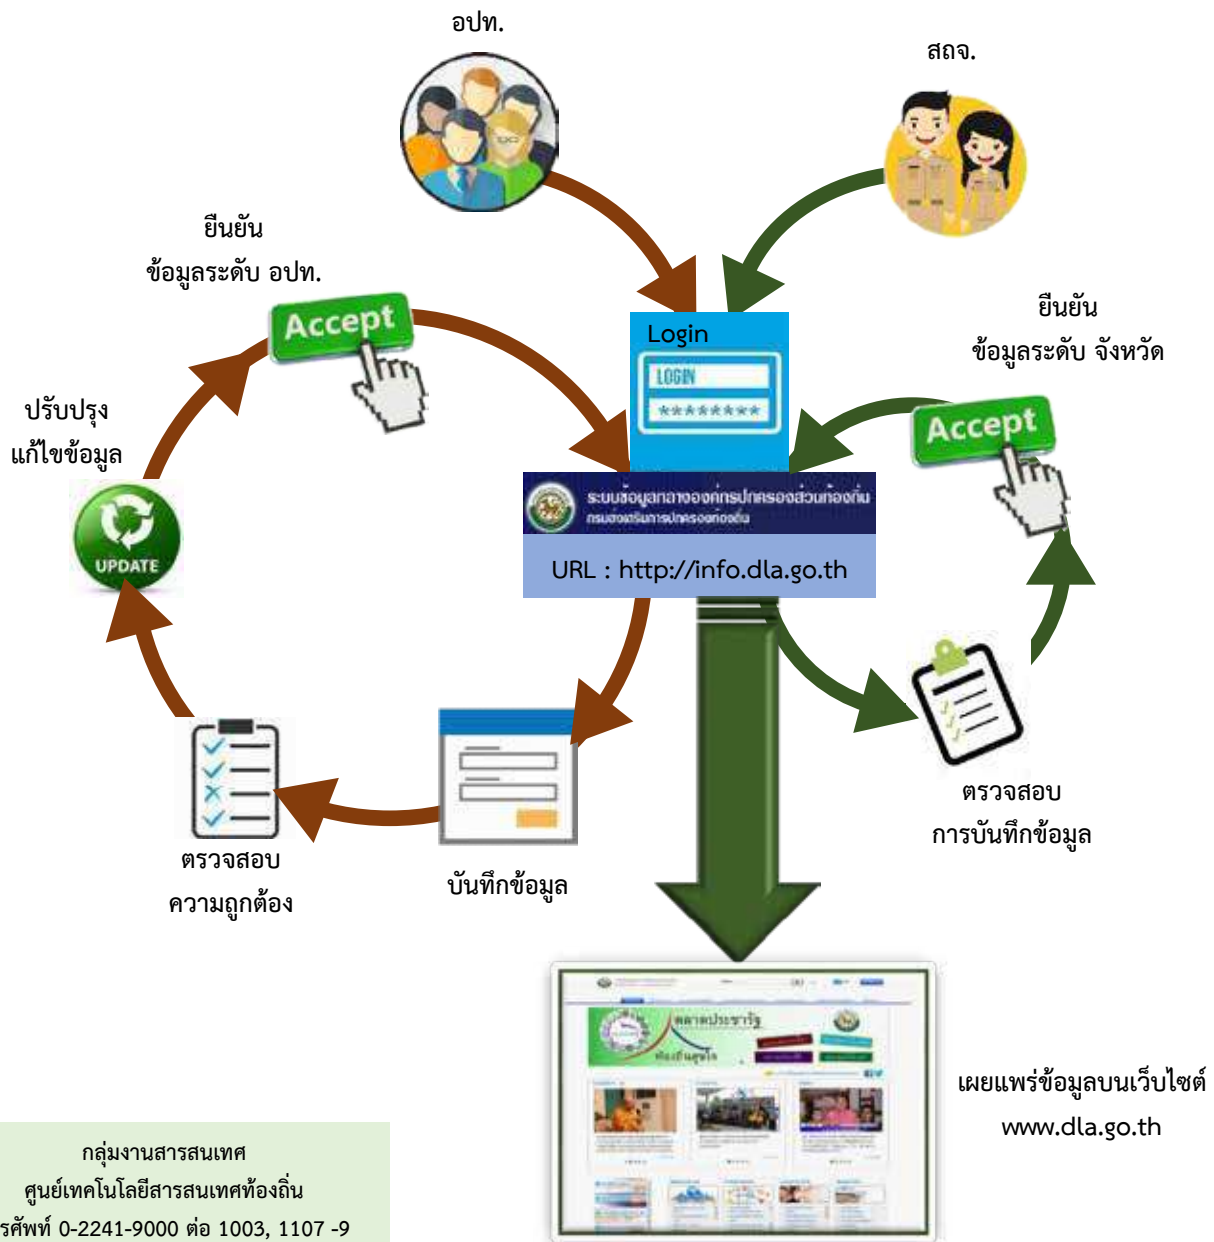 อปท.
สถจ.
ยืนยัน
ข้อมูลระดับ อปท.
Accept
Login
LOGIN
********
ยืนยัน
ข้อมูลระดับ จังหวัด
Accept
ปรับปรุง
แก้ไขข้อมูล
UPDATE
ระบบข้อมูลกลางองค์กรปกครองส่วนท้องถิ่น
กรมส่งเสริมการปกครองท้องถิ่น
URL : http://info.dla.go.th
ตรวจสอบ
ความถูกต้อง
บันทึกข้อมูล
ตรวจสอบ
การบันทึกข้อมูล
ตลาดประชารัฐ
ท้องถิ่นสุขใจ
เผยแพร่ข้อมูลบนเว็บไซต์
www.dla.go.th
กลุ่มงานสารสนเทศ
ศูนย์เทคโนโลยีสารสนเทศท้องถิ่น
รศัพท์ 0-2241-9000 ต่อ 1003, 1107 -9